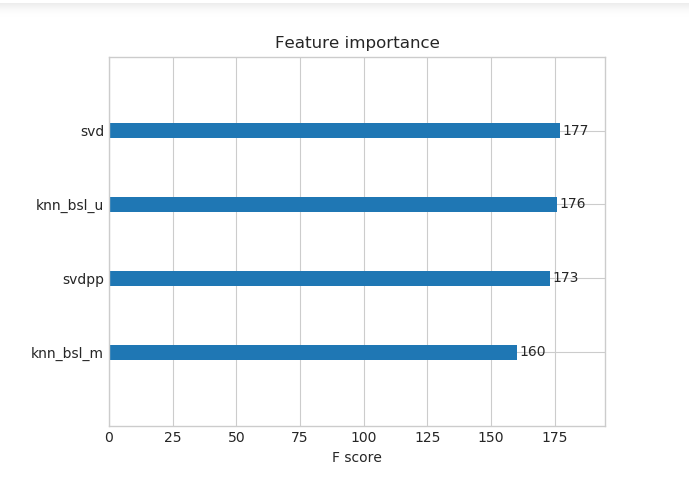 Feature importance
svd
177
knn_bsl_u
176
svdpp
173
knn_bsl_m
160
0 25 50 75 100 125 150 175
F score